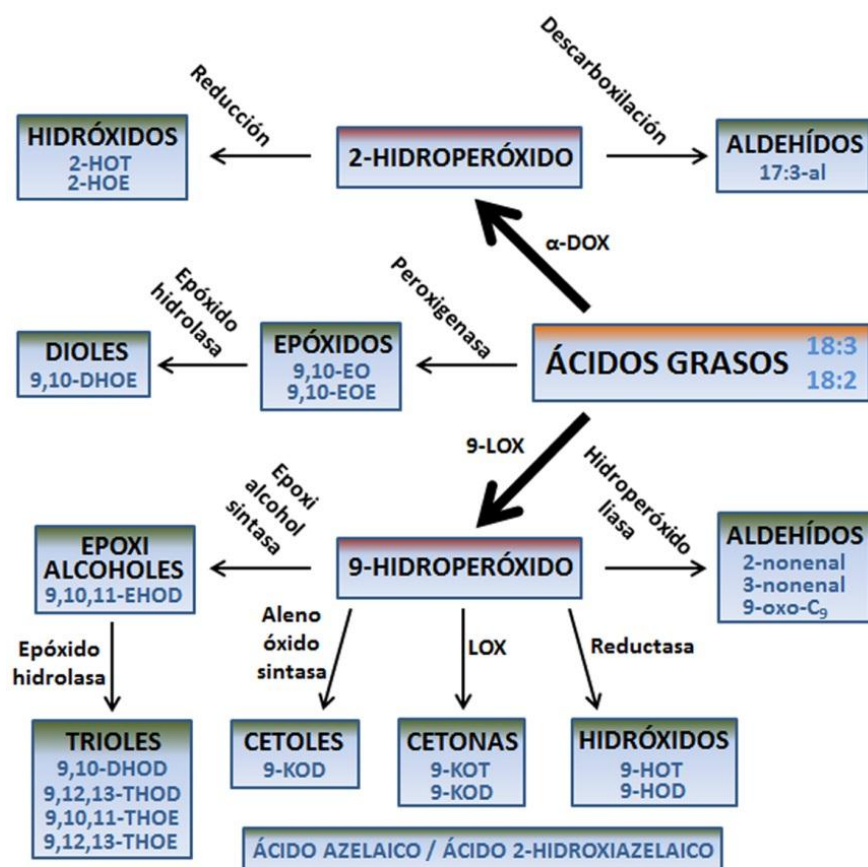 Reducción
Descarboxilación
HIDRÓXIDOS
2-HOT
2-HOE
2-HIDROPERÓXIDO
ALDEHÍDOS
17:3-al
α-DOX
Epóxido
hidrolasa
Peroxigenasa
DIOLES
9,10-DHOE
EPÓXIDOS
9,10-EO
9,10-EOE
ÁCIDOS GRASOS
18:3
18:2
9-LOX
Epoxi
alcohol
sintasa
Hidroperóxido
liasa
EPOXI
ALCOHOLES
9,10,11-EHOD
9-HIDROPERÓXIDO
ALDEHÍDOS
2-nonenal
3-nonenal
9-oxo-C₉
Epóxido
hidrolasa
Aleno
óxido
sintasa
LOX
Reductasa
TRIOLES
9,10-DHOD
9,12,13-THOD
9,10,11-THOE
9,12,13-THOE
CETOLES
9-KOD
CETONAS
9-KOT
9-KOD
HIDRÓXIDOS
9-HOT
9-HOD
ÁCIDO AZELAICO / ÁCIDO 2-HIDROXIAZELAICO